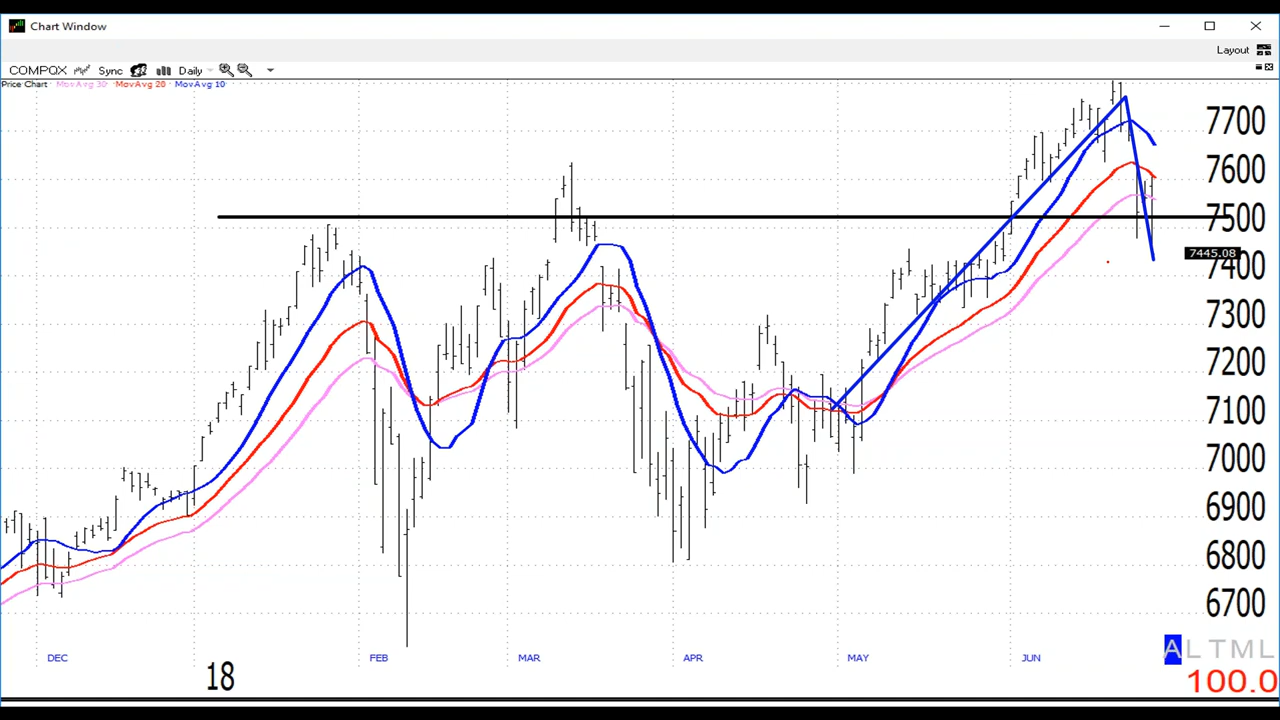 Chart Window
Layout
COMPQX Sync Daily
Price Chart MovAvg 30 MovAvg 20 MovAvg 10
7700
7600
7500
7445.08
7400
7300
7200
7100
7000
6900
6800
6700
DEC FEB MAR APR MAY JUN
18
ALTML
100.0